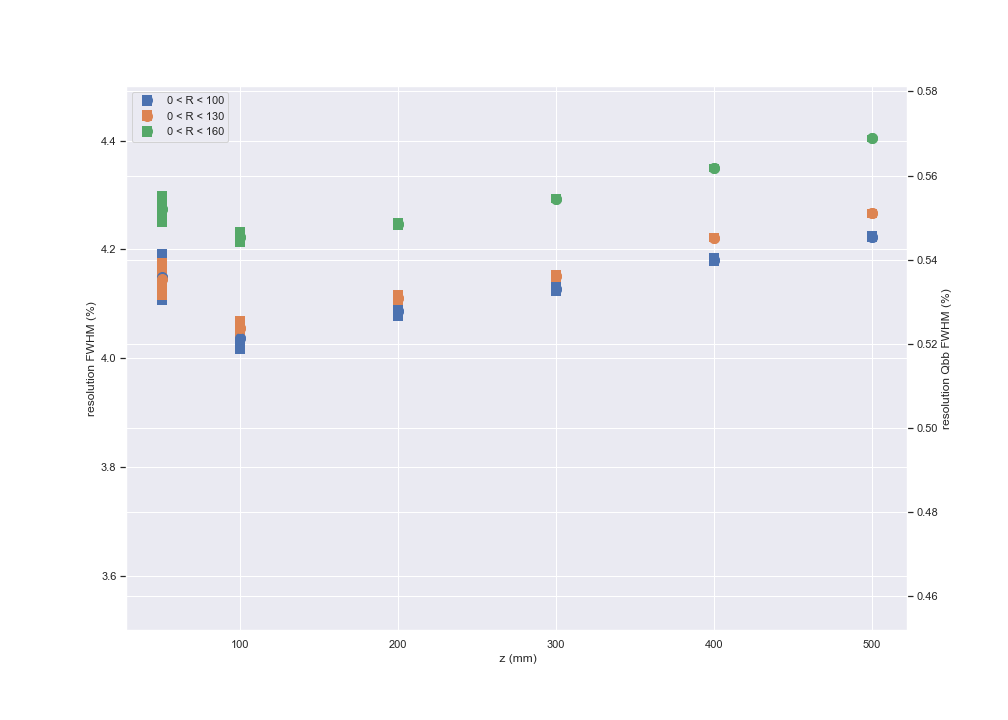 0 < R < 100
0 < R < 130
0 < R < 160
4.4
4.2
4.0
3.8
3.6
resolution FWHM (%)
0.58
0.56
0.54
0.52
0.50
0.48
0.46
resolution Qbb FWHM (%)
100
200
300
400
500
z (mm)